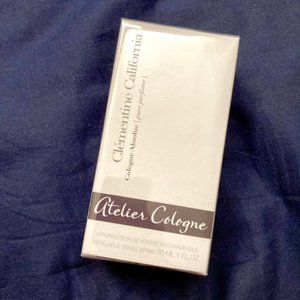 Clémentine California
Cologne Absolue [ pure perfume ]
Atelier Cologne
VAPORISATEUR DE VOYAGE RECHARGEABLE
REFILLABLE TRAVEL SPRAY 30 ML 1 FL.OZ